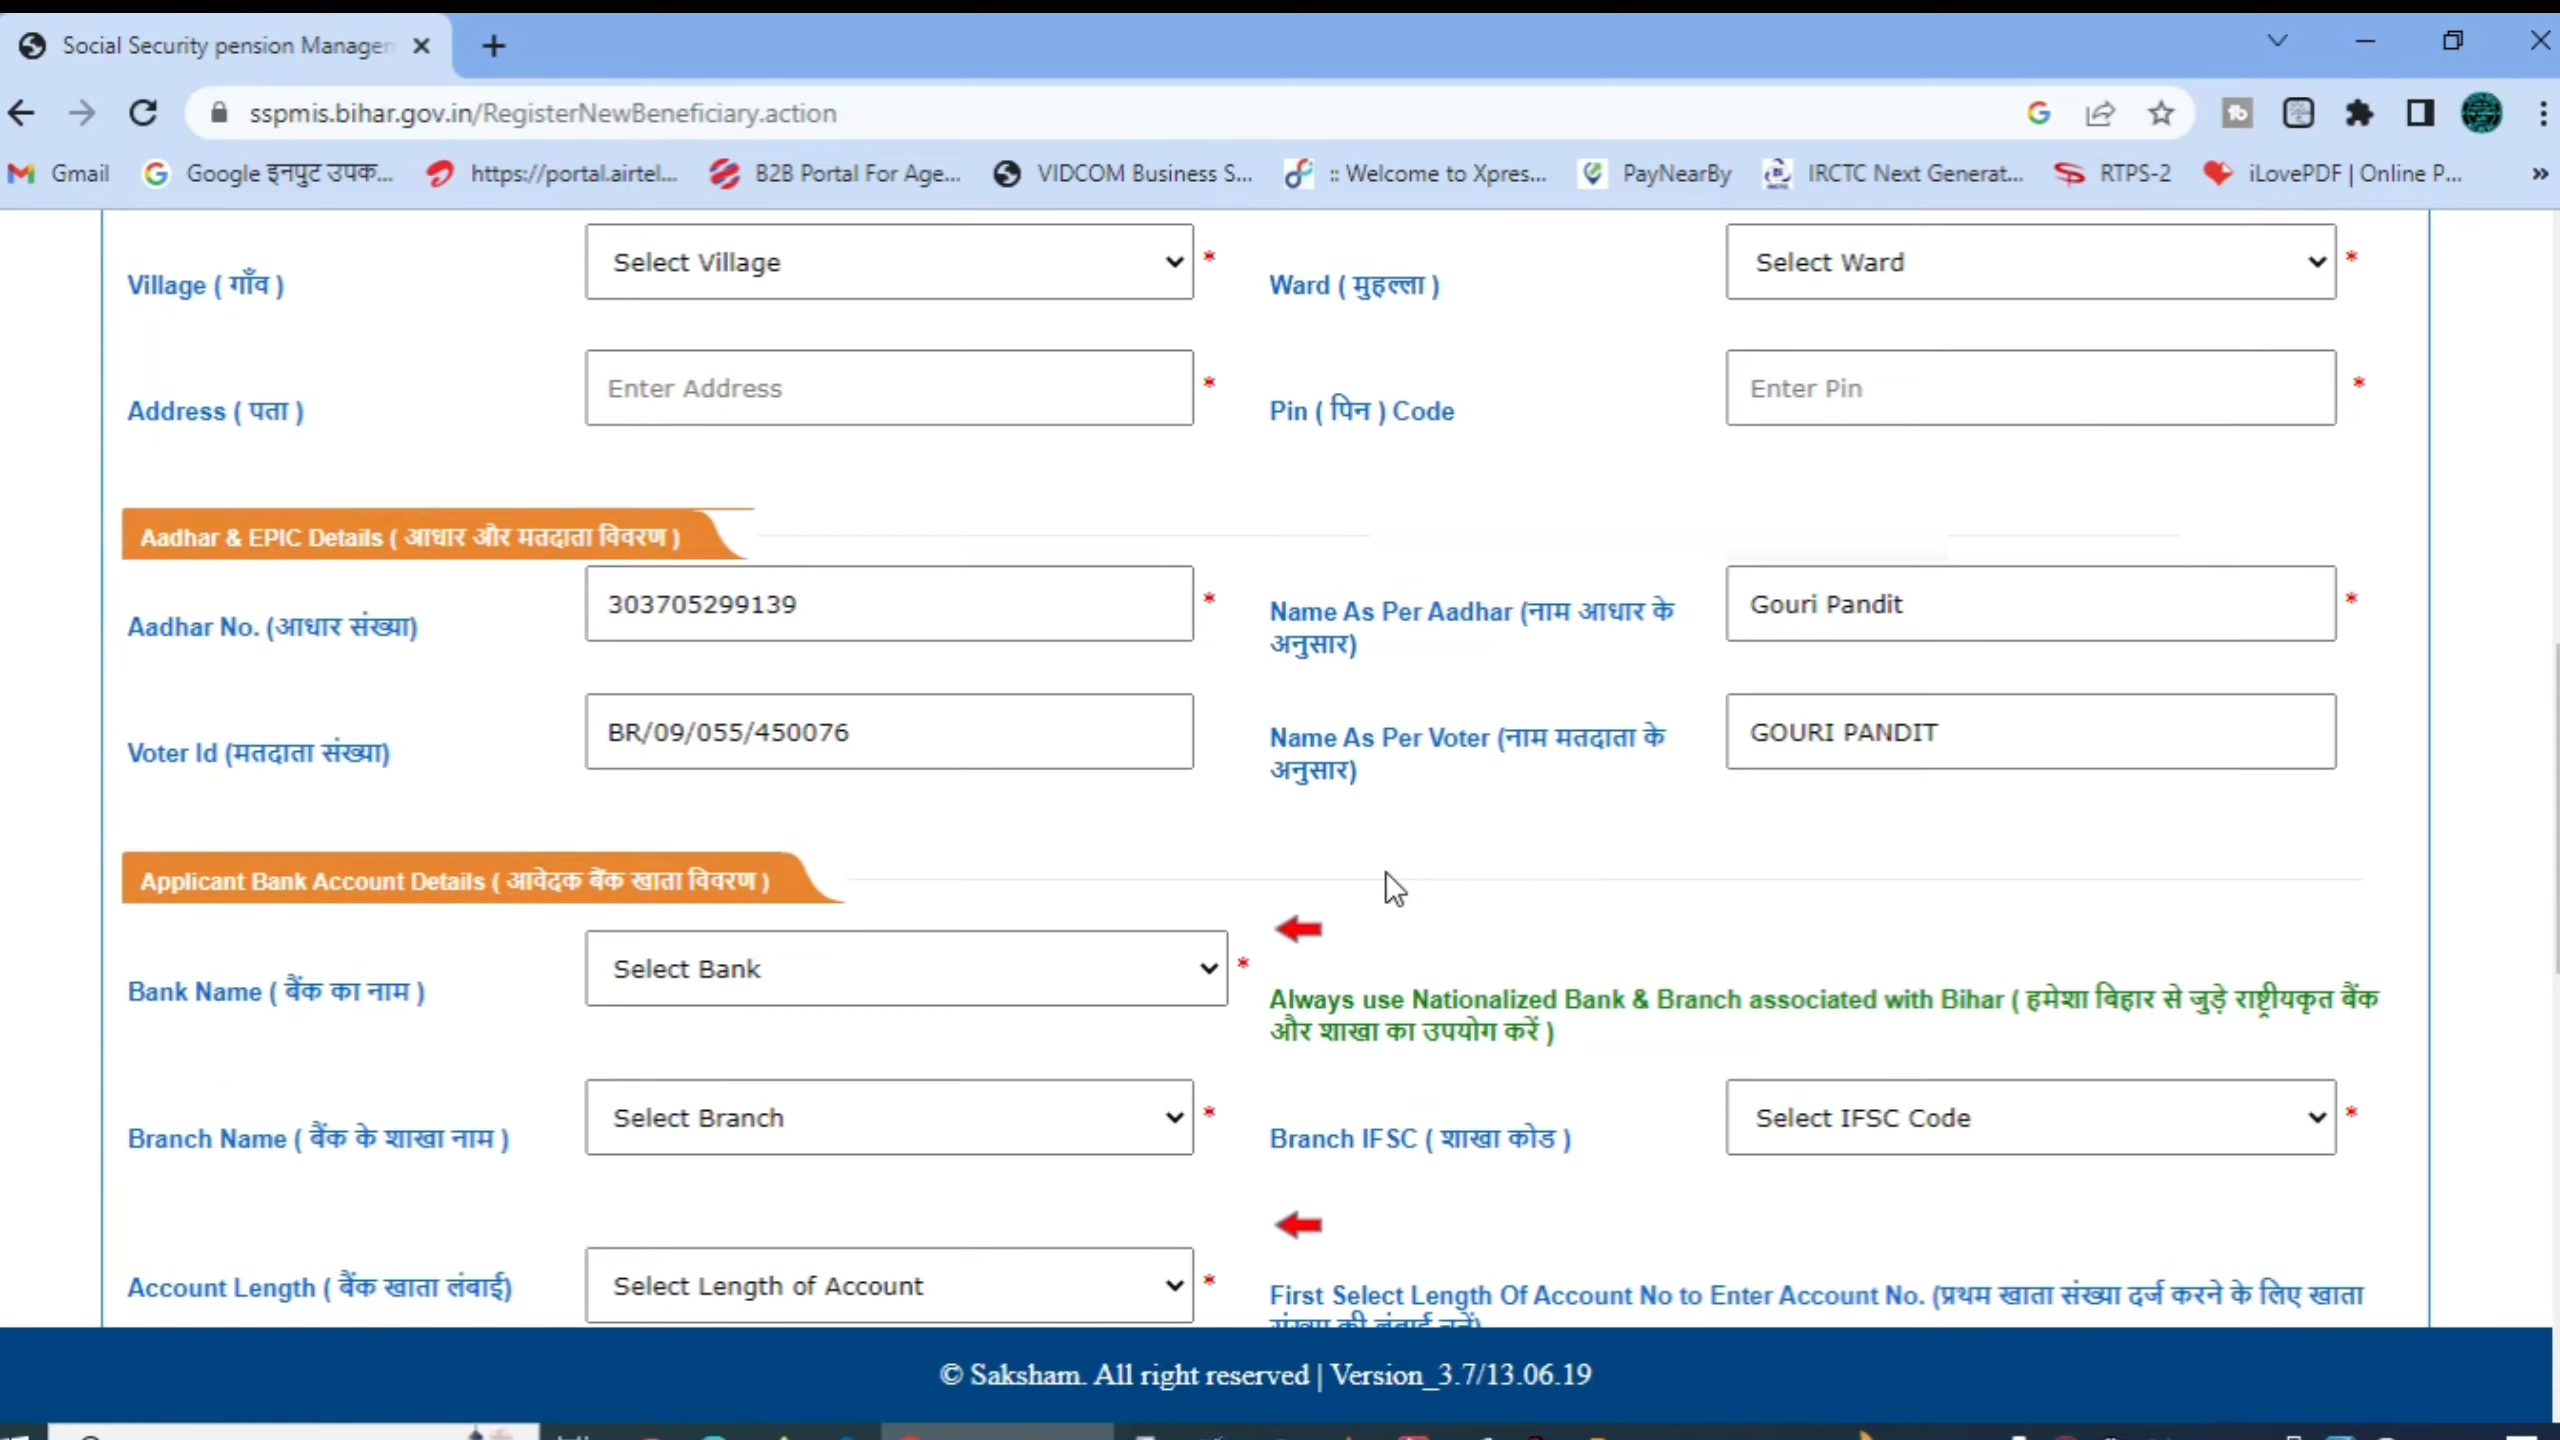 Social Security pension Managem
sspmis.bihar.gov.in/RegisterNewBeneficiary.action
Gmail Google इनपुट उपक... https://portal.airtel... B2B Portal For Age... VIDCOM Business S... :: Welcome to Xpres... PayNearBy IRCTC Next Generat... RTPS-2 iLovePDF | Online P... »
Village ( गाँव ) Select Village * Ward ( मुहल्ला ) Select Ward *
Address ( पता ) Enter Address * Pin ( पिन ) Code Enter Pin *
Aadhar & EPIC Details ( आधार और मतदाता विवरण )
Aadhar No. (आधार संख्या) 303705299139 * Name As Per Aadhar (नाम आधार के Gouri Pandit *
अनुसार)
Voter Id (मतदाता संख्या) BR/09/055/450076 Name As Per Voter (नाम मतदाता के GOURI PANDIT
अनुसार)
Applicant Bank Account Details ( आवेदक बैंक खाता विवरण )
Bank Name ( बैंक का नाम ) Select Bank * Always use Nationalized Bank & Branch associated with Bihar ( हमेशा बिहार से जुड़े राष्ट्रीयकृत बैंक
और शाखा का उपयोग करें )
Branch Name ( बैंक के शाखा नाम ) Select Branch * Branch IFSC ( शाखा कोड ) Select IFSC Code *
Account Length ( बैंक खाता लंबाई) Select Length of Account * First Select Length Of Account No to Enter Account No. (प्रथम खाता संख्या दर्ज करने के लिए खाता
© Saksham. All right reserved | Version_3.7/13.06.19